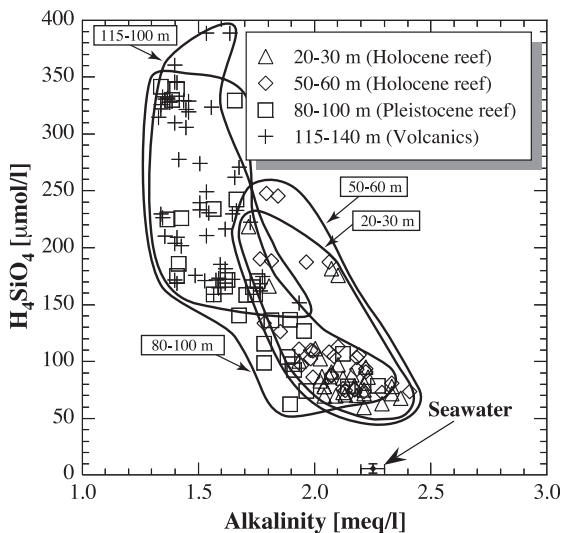 400
350
300
250
200
150
100
50
0
H₄SiO₄ [μmol/l]
115-100 m
20-30 m (Holocene reef)
50-60 m (Holocene reef)
80-100 m (Pleistocene reef)
115-140 m (Volcanics)
50-60 m
20-30 m
80-100 m
Seawater
1.0
1.5
2.0
2.5
3.0
Alkalinity [meq/l]